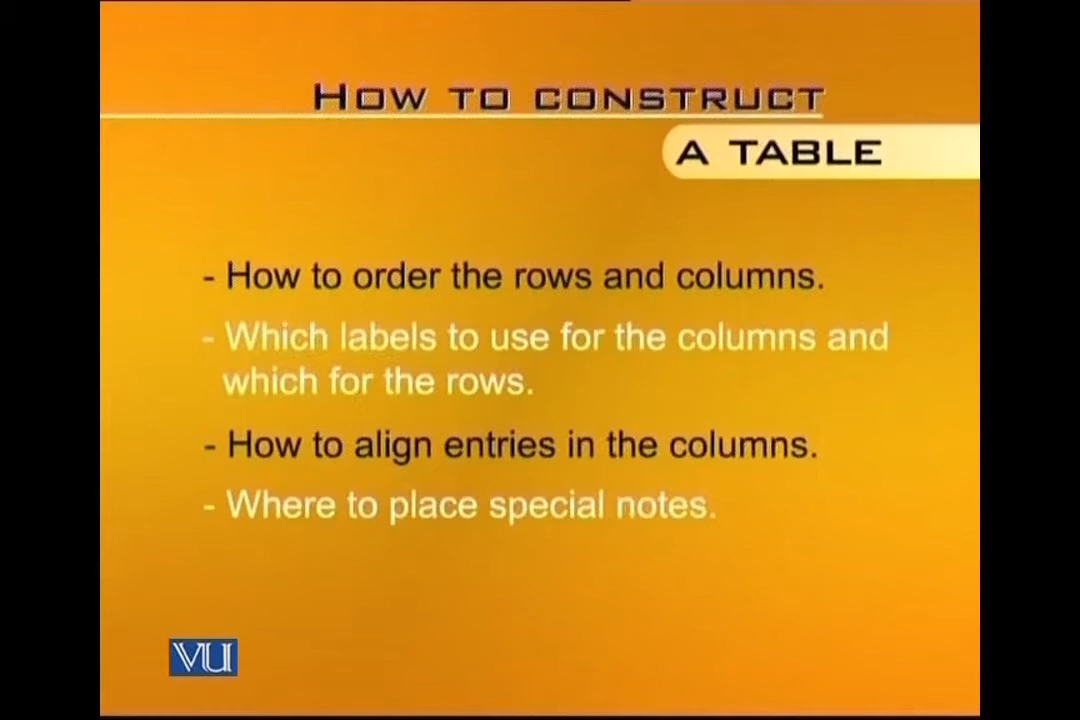 How to construct
A table
- How to order the rows and columns.
- Which labels to use for the columns and
which for the rows.
- How to align entries in the columns.
- Where to place special notes.
VU